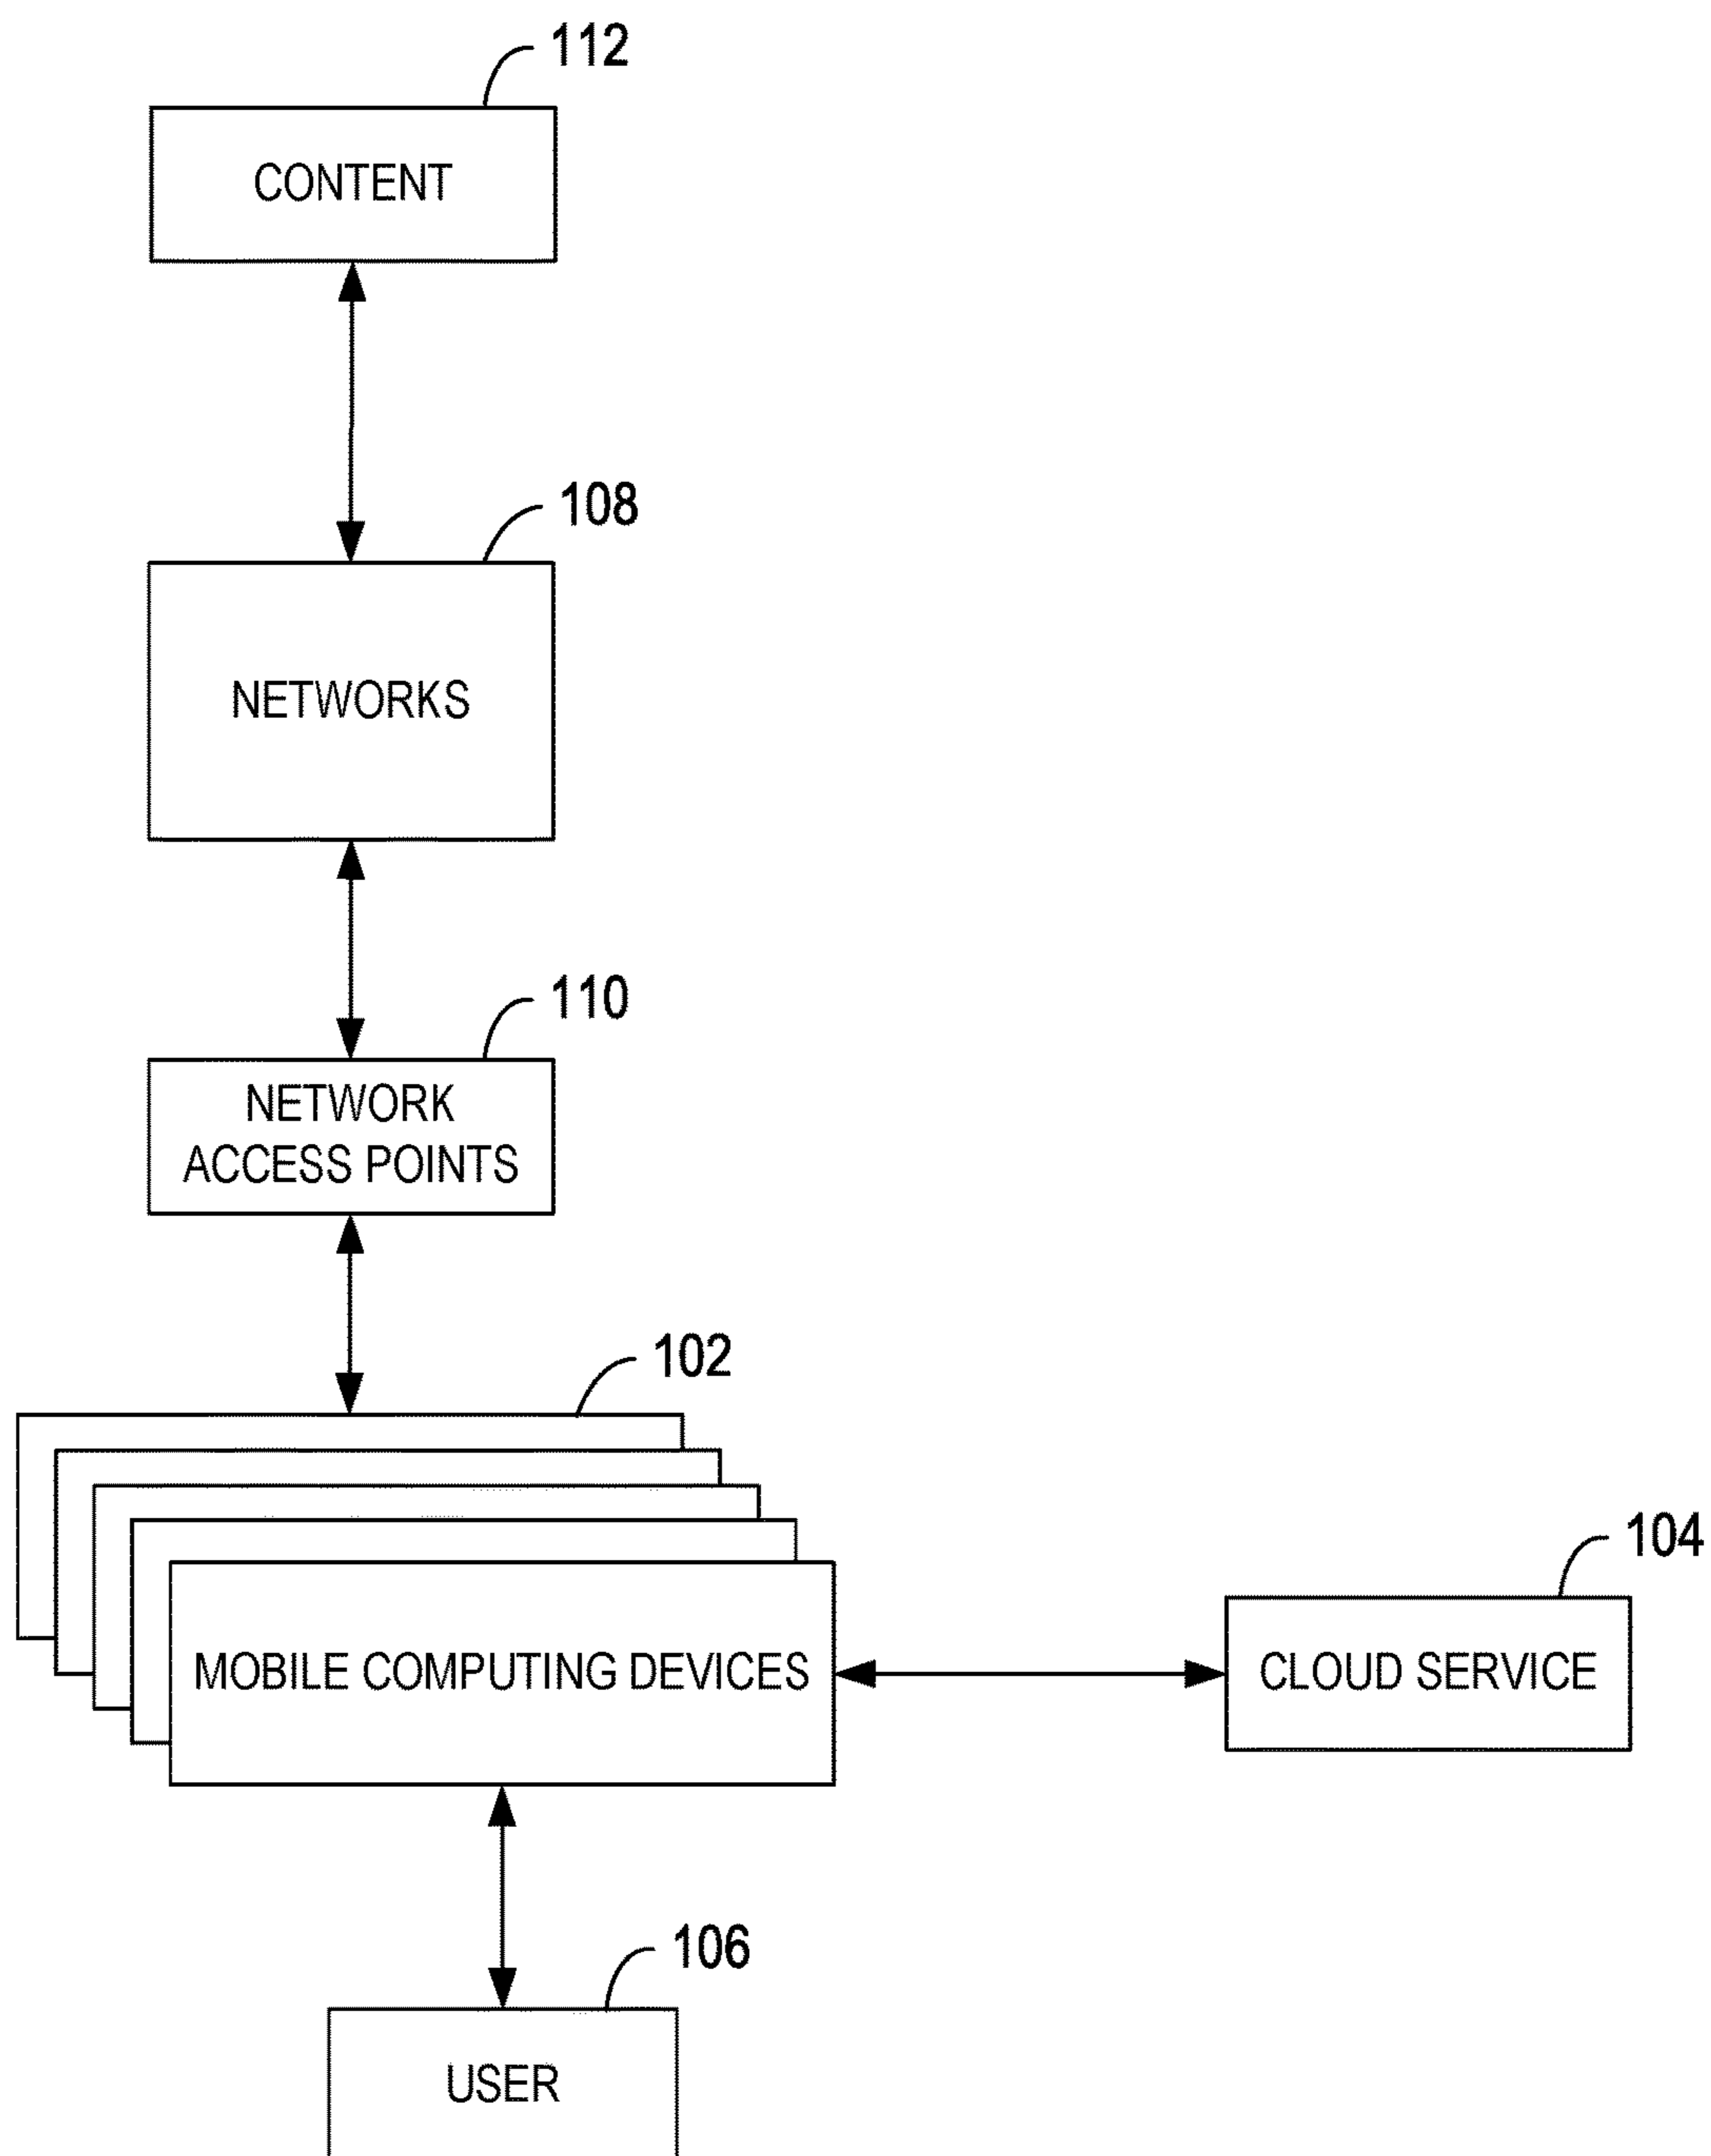 112
CONTENT
108
NETWORKS
110
NETWORK
ACCESS POINTS
102
104
MOBILE COMPUTING DEVICES
CLOUD SERVICE
106
USER